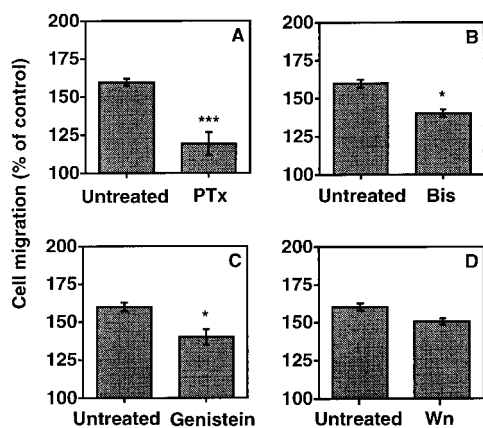 Cell migration (% of control)
200
175
150
125
100
A
***
Untreated PTx
200
175
150
125
100
B
*
Untreated Bis
200
175
150
125
100
C
*
Untreated Genistein
200
175
150
125
100
D
Untreated Wn